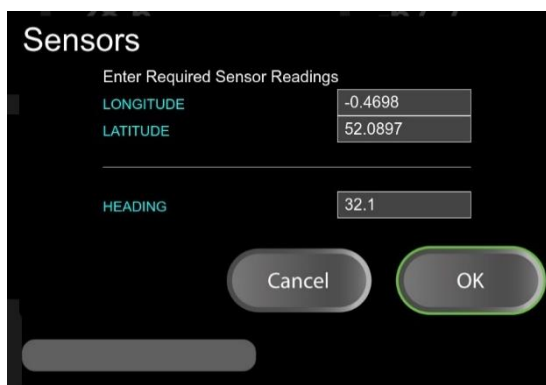 Sensors
Enter Required Sensor Readings
LONGITUDE -0.4698
LATITUDE 52.0897
HEADING 32.1
Cancel OK